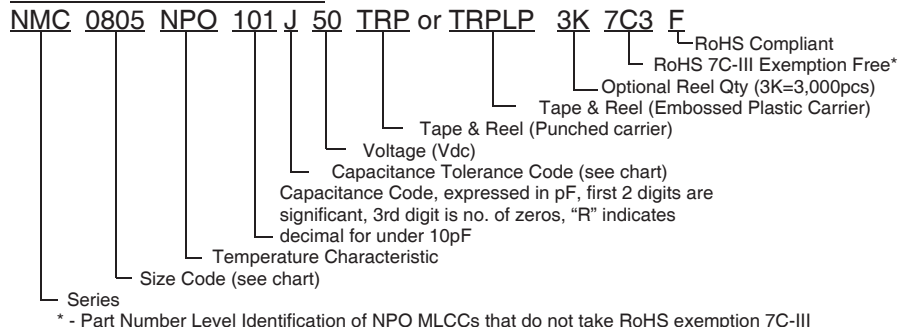 NMC 0805 NPO 101 J 50 TRP or TRPLP 3K 7C3 F
RoHS Compliant
RoHS 7C-III Exemption Free*
Optional Reel Qty (3K=3,000pcs)
Tape & Reel (Embossed Plastic Carrier)
Tape & Reel (Punched carrier)
Voltage (Vdc)
Capacitance Tolerance Code (see chart)
Capacitance Code, expressed in pF, first 2 digits are
significant, 3rd digit is no. of zeros, “R” indicates
decimal for under 10pF
Temperature Characteristic
Size Code (see chart)
Series
* - Part Number Level Identification of NPO MLCCs that do not take RoHS exemption 7C-III